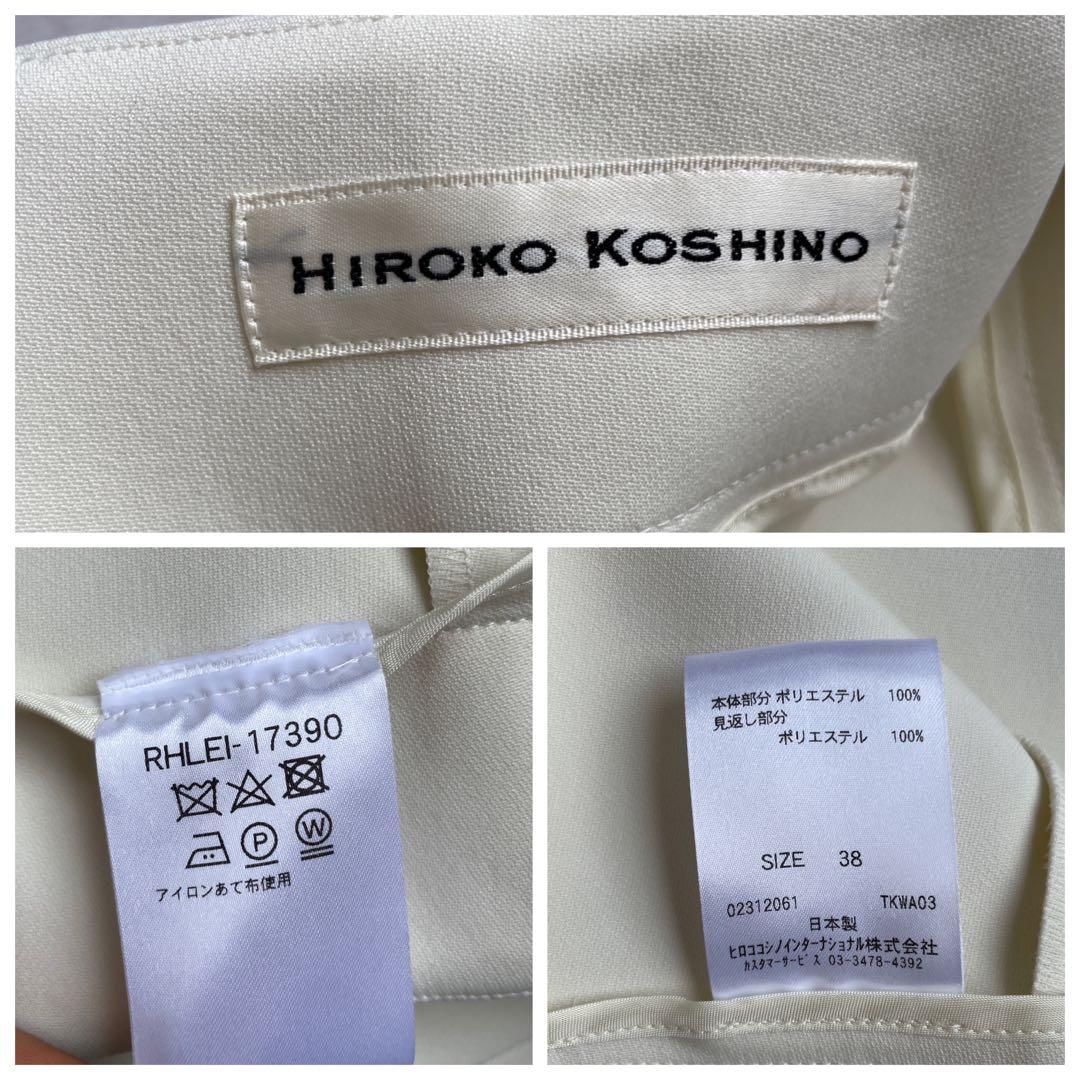 HIROKO KOSHINO
RHLEI-17390
P W
アイロンあて布使用
本体部分 ポリエステル 100%
見返し部分
ポリエステル 100%
SIZE 38
02312061 TKWA03
日本製
ヒロココシノインターナショナル株式会社
カスタマーサービス 03-3478-4392